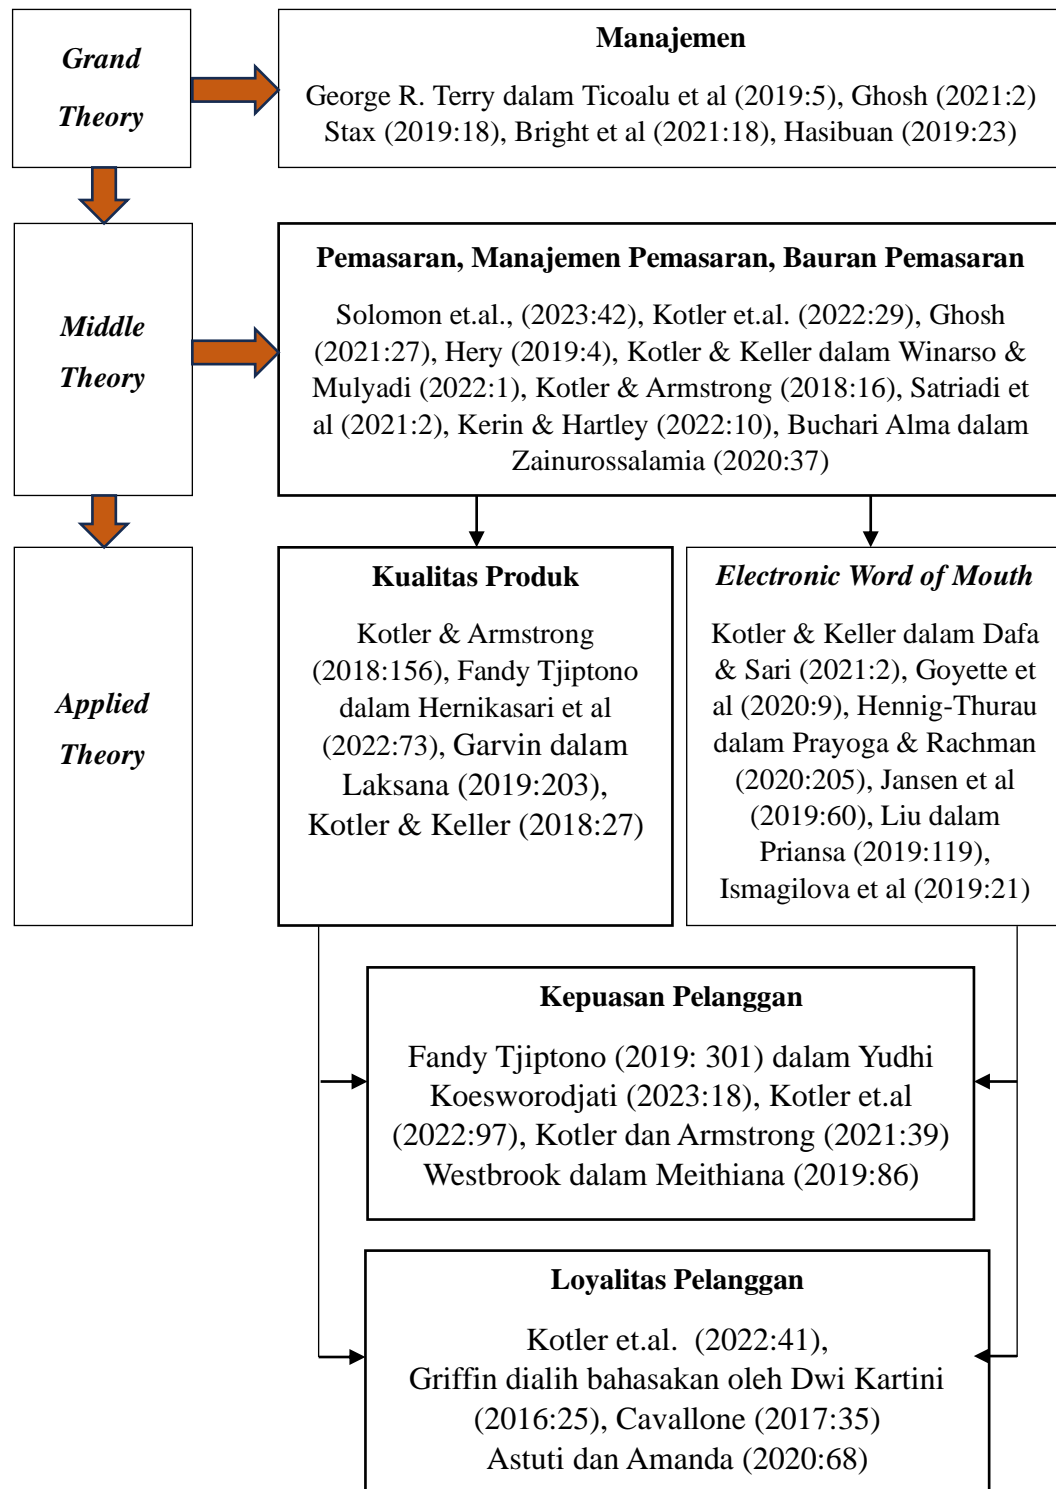 Grand
Theory
Manajemen
George R. Terry dalam Ticoalu et al (2019:5), Ghosh (2021:2)
Stax (2019:18), Bright et al (2021:18), Hasibuan (2019:23)
Middle
Theory
Pemasaran, Manajemen Pemasaran, Bauran Pemasaran
Solomon et.al., (2023:42), Kotler et.al. (2022:29), Ghosh
(2021:27), Hery (2019:4), Kotler & Keller dalam Winarso &
Mulyadi (2022:1), Kotler & Armstrong (2018:16), Satriadi et
al (2021:2), Kerin & Hartley (2022:10), Buchari Alma dalam
Zainurossalamia (2020:37)
Applied
Theory
Kualitas Produk
Kotler & Armstrong
(2018:156), Fandy Tjiptono
dalam Hernikasari et al
(2022:73), Garvin dalam
Laksana (2019:203),
Kotler & Keller (2018:27)
Electronic Word of Mouth
Kotler & Keller dalam Dafa
& Sari (2021:2), Goyette et
al (2020:9), Hennig-Thurau
dalam Prayoga & Rachman
(2020:205), Jansen et al
(2019:60), Liu dalam
Priansa (2019:119),
Ismagilova et al (2019:21)
Kepuasan Pelanggan
Fandy Tjiptono (2019: 301) dalam Yudhi
Koesworodjati (2023:18), Kotler et.al
(2022:97), Kotler dan Armstrong (2021:39)
Westbrook dalam Meithiana (2019:86)
Loyalitas Pelanggan
Kotler et.al. (2022:41),
Griffin dialih bahasakan oleh Dwi Kartini
(2016:25), Cavallone (2017:35)
Astuti dan Amanda (2020:68)